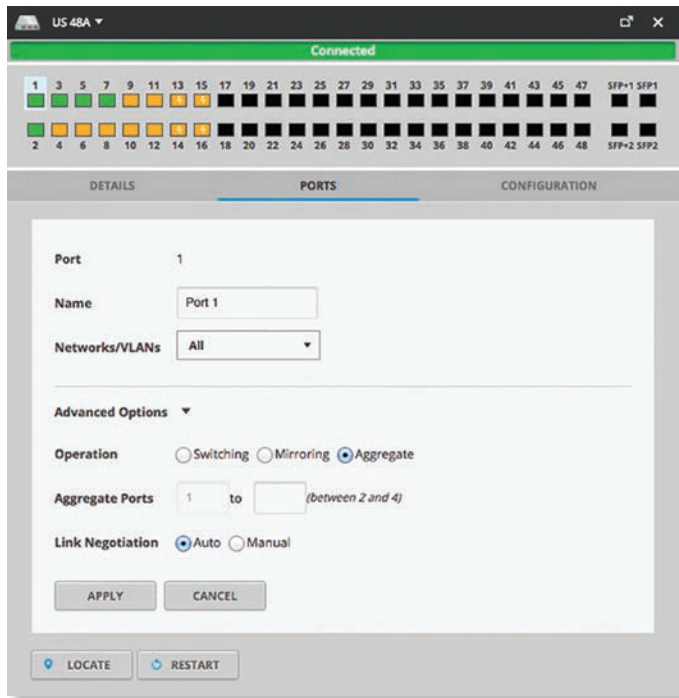 US 48A
Connected
1 3 5 7 9 11 13 15 17 19 21 23 25 27 29 31 33 35 37 39 41 43 45 47 SFP+1 SFP1
2 4 6 8 10 12 14 16 18 20 22 24 26 28 30 32 34 36 38 40 42 44 46 48 SFP+2 SFP2
DETAILS PORTS CONFIGURATION
Port 1
Name Port 1
Networks/VLANs All
Advanced Options
Operation Switching Mirroring Aggregate
Aggregate Ports 1 to (between 2 and 4)
Link Negotiation Auto Manual
APPLY CANCEL
LOCATE RESTART